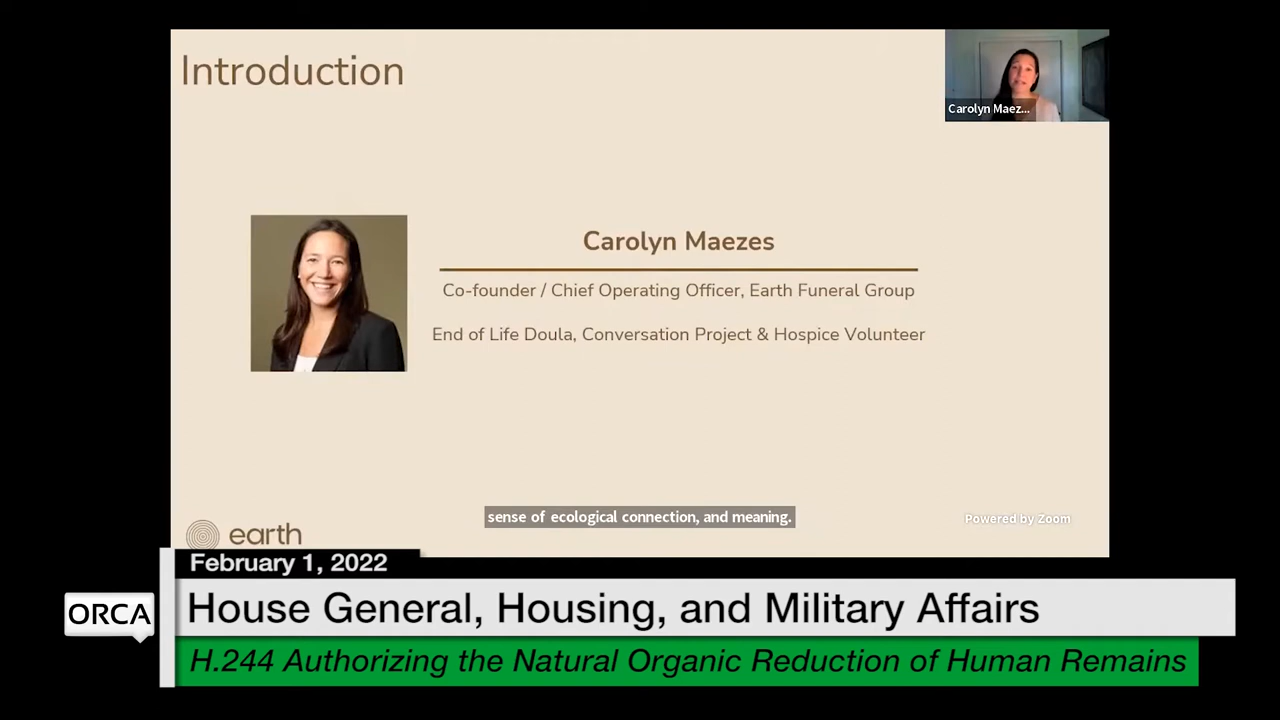 Introduction
Carolyn Maez...
Carolyn Maezes
Co-founder / Chief Operating Officer, Earth Funeral Group
End of Life Doula, Conversation Project & Hospice Volunteer
sense of ecological connection, and meaning.
Powered by Zoom
earth
February 1, 2022
ORCA
House General, Housing, and Military Affairs
H.244 Authorizing the Natural Organic Reduction of Human Remains